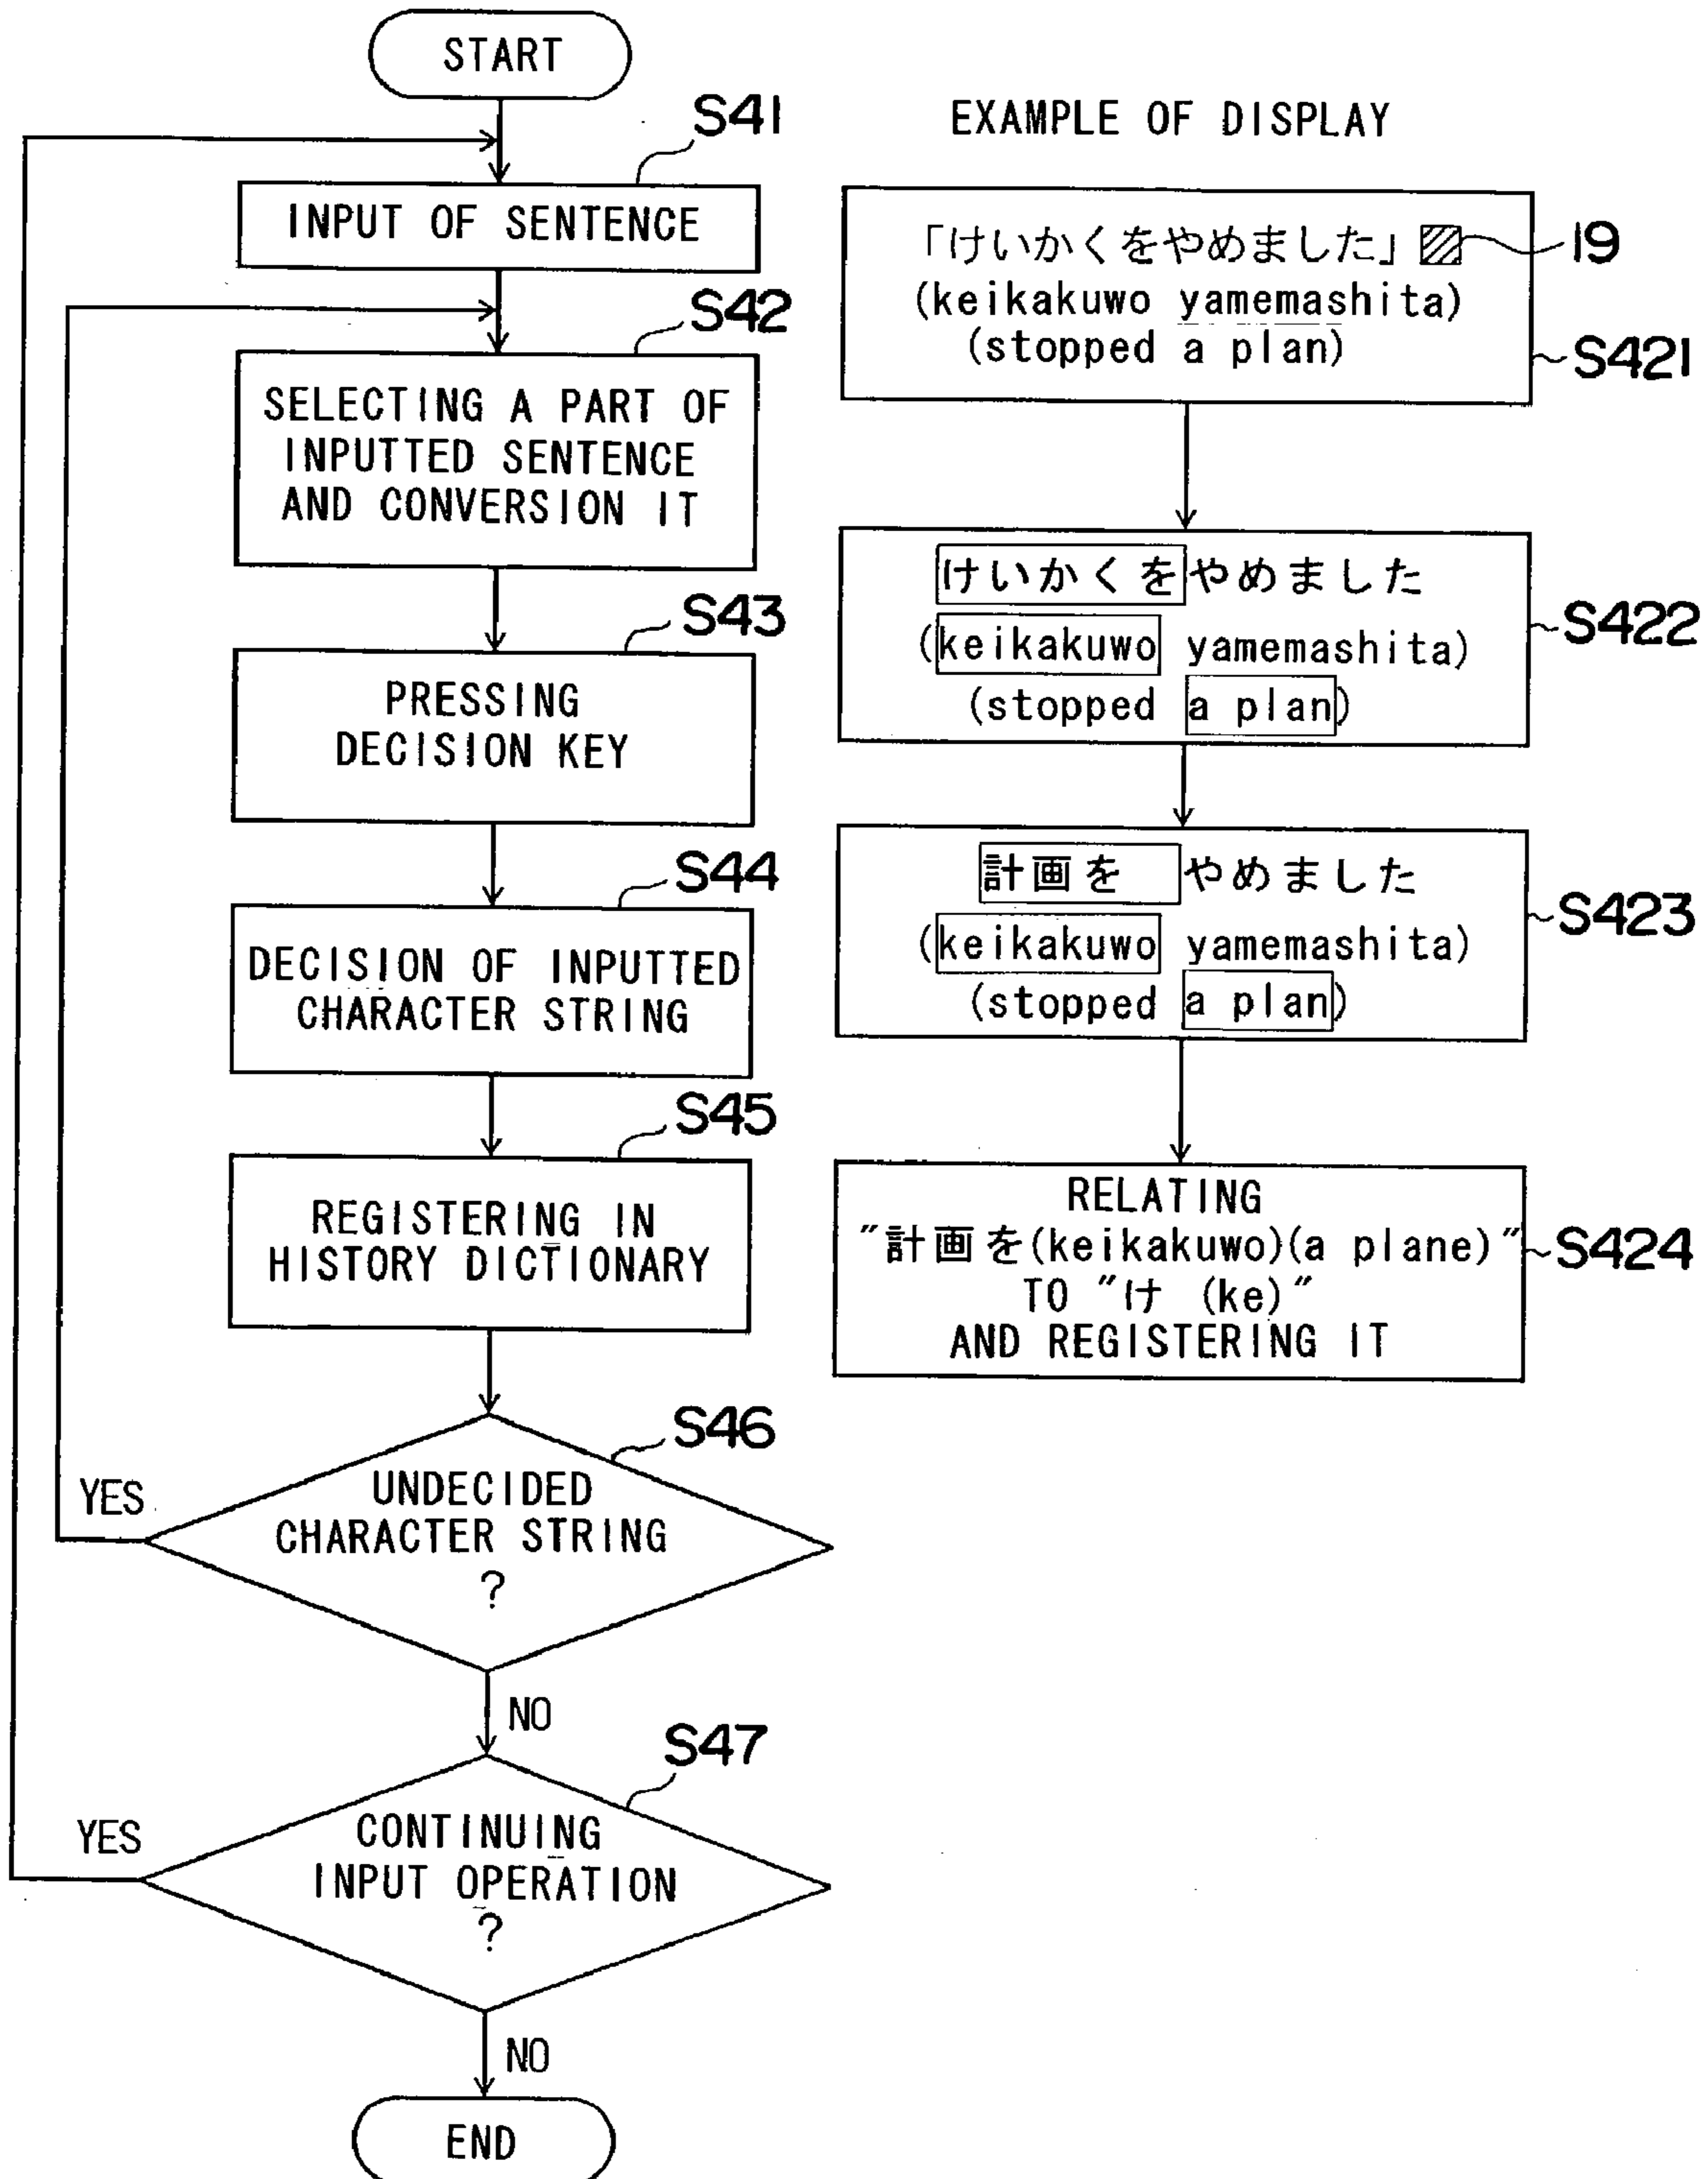 START
S41
INPUT OF SENTENCE
S42
SELECTING A PART OF
INPUTTED SENTENCE
AND CONVERSION IT
S43
PRESSING
DECISION KEY
S44
DECISION OF INPUTTED
CHARACTER STRING
S45
REGISTERING IN
HISTORY DICTIONARY
S46
UNDECIDED
CHARACTER STRING
?
YES
NO
S47
CONTINUING
INPUT OPERATION
?
YES
NO
END
EXAMPLE OF DISPLAY
「けいかくをやめました」 19
(keikakuwo yamemashita)
(stopped a plan)
S421
けいかくをやめました
(keikakuwo yamemashita)
(stopped a plan)
S422
計画を やめました
(keikakuwo yamemashita)
(stopped a plan)
S423
RELATING
"計画を(keikakuwo)(a plane)"
TO "け (ke)"
AND REGISTERING IT
S424